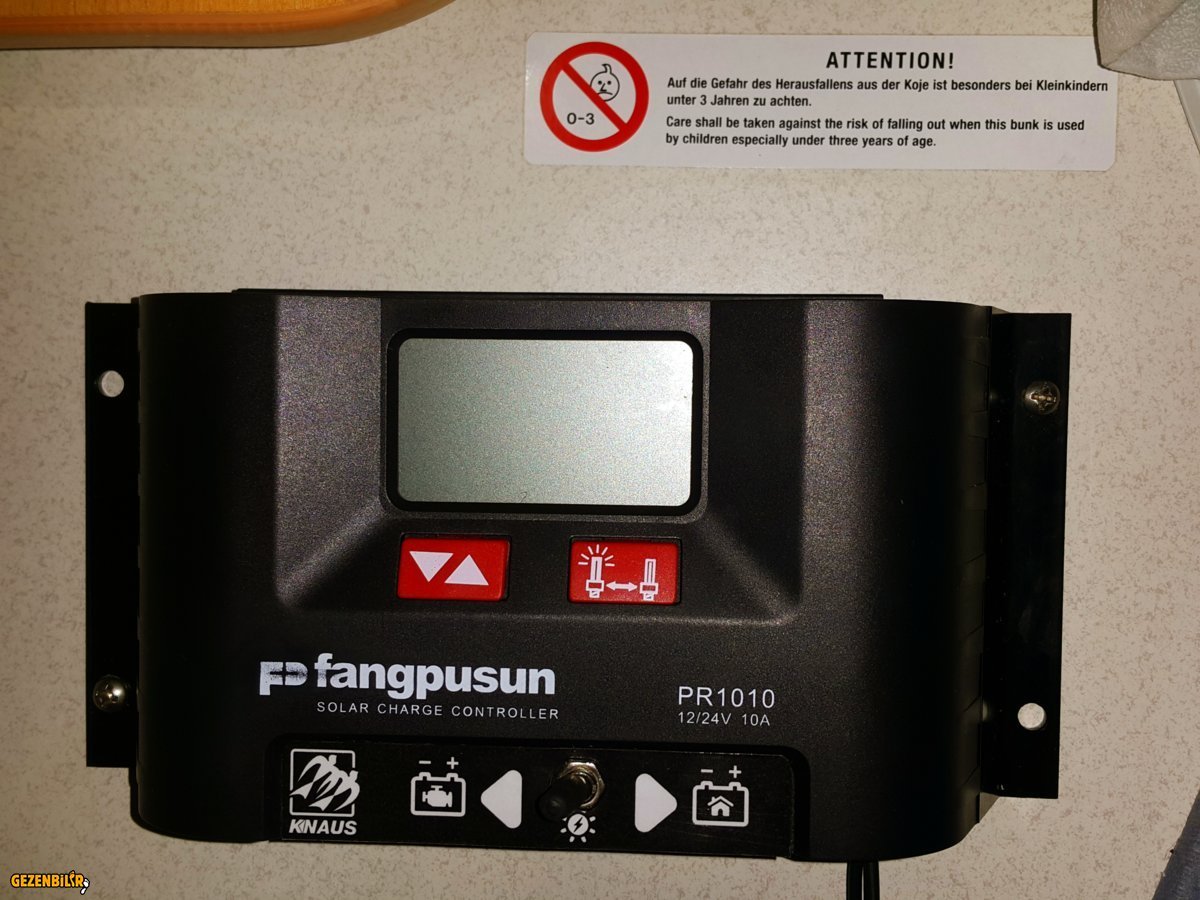 ATTENTION!
Auf die Gefahr des Herausfallens aus der Koje ist besonders bei Kleinkindern
unter 3 Jahren zu achten.
0-3
Care shall be taken against the risk of falling out when this bunk is used
by children especially under three years of age.
fangpusun
SOLAR CHARGE CONTROLLER
PR1010
12/24V 10A
KNAUS
GEZENBİLİR